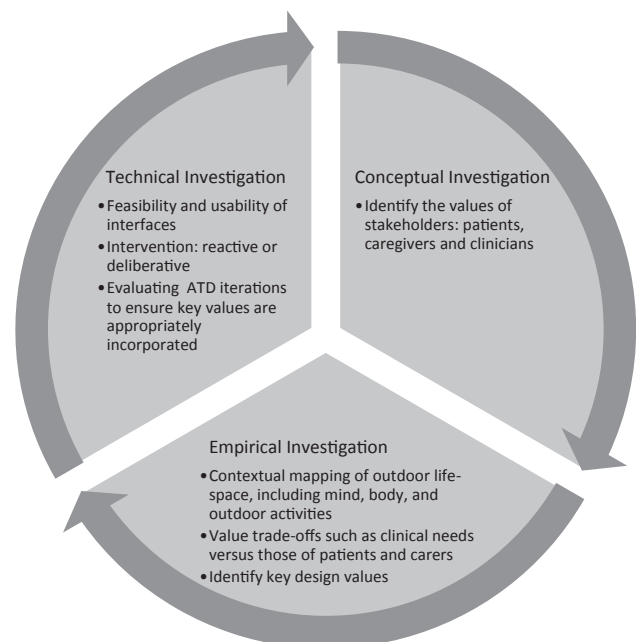 Technical Investigation
•Feasibility and usability of
interfaces
•Intervention: reactive or
deliberative
•Evaluating ATD iterations
to ensure key values are
appropriately
incorporated
Conceptual Investigation
•Identify the values of
stakeholders: patients,
caregivers and clinicians
Empirical Investigation
•Contextual mapping of outdoor life-
space, including mind, body, and
outdoor activities
•Value trade-offs such as clinical needs
versus those of patients and carers
•Identify key design values